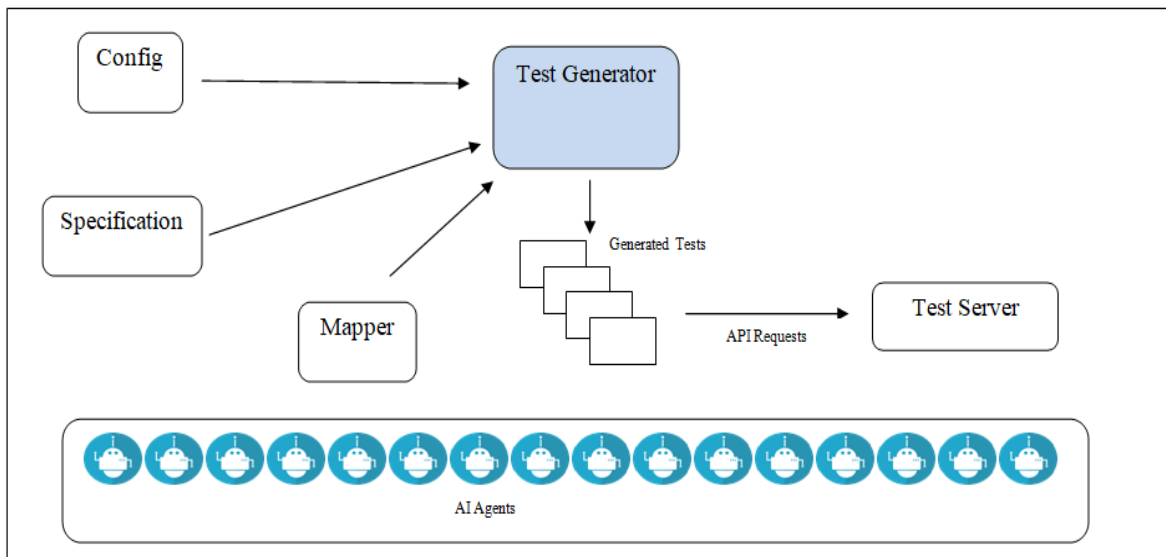 Config
Test Generator
Specification
Generated Tests
Mapper
Test Server
API Requests
AI Agents